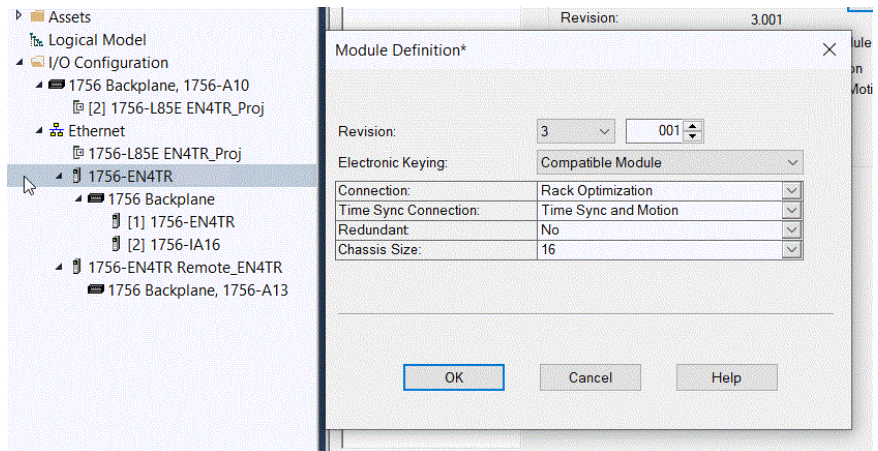 Assets
Logical Model
I/O Configuration
1756 Backplane, 1756-A10
[2] 1756-L85E EN4TR_Proj
Ethernet
1756-L85E EN4TR_Proj
1756-EN4TR
1756 Backplane
[1] 1756-EN4TR
[2] 1756-IA16
1756-EN4TR Remote_EN4TR
1756 Backplane, 1756-A13
Revision: 3.001
Module Definition*
Revision: 3 001
Electronic Keying: Compatible Module
Connection: Rack Optimization
Time Sync Connection: Time Sync and Motion
Redundant: No
Chassis Size: 16
OK Cancel Help